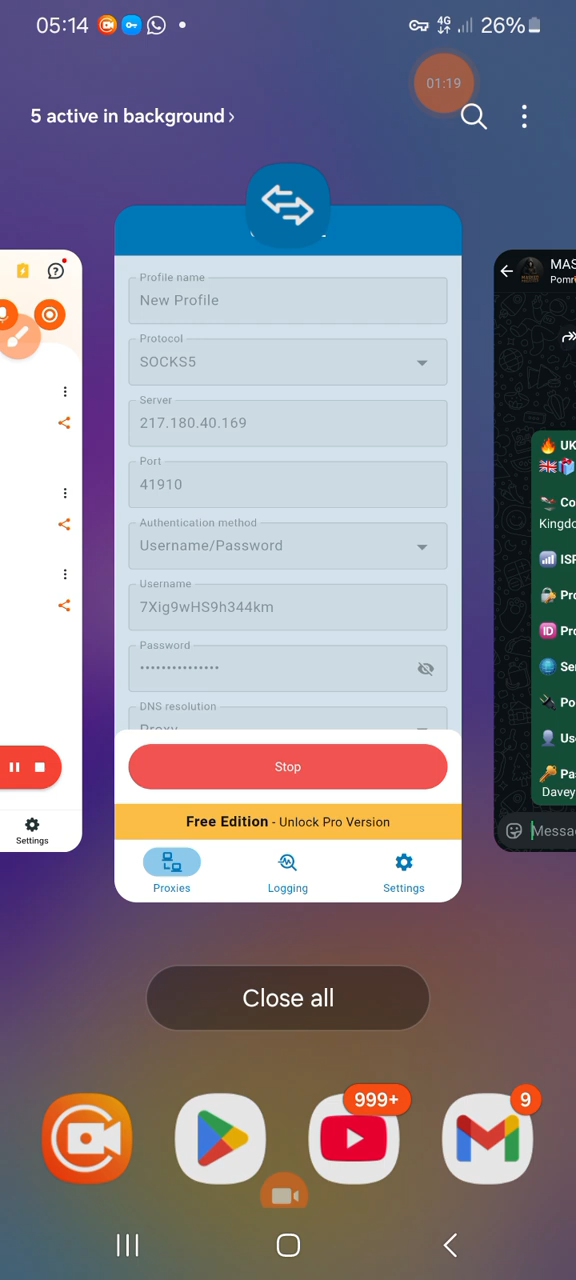 05:14
4G
26%
01:19
5 active in background ›
Profile name
New Profile
Protocol
SOCKS5
Server
217.180.40.169
Port
41910
Authentication method
Username/Password
Username
7Xig9wHS9h344km
Password
•••••••••••••••
DNS resolution
Proxy
Stop
Free Edition - Unlock Pro Version
Proxies
Logging
Settings
Settings
MAS
Pomr
UK
Co
Kingdo
ISP
Pro
ID Pro
Ser
Po
Use
Pas
Davey
Messa
Close all
999+
9